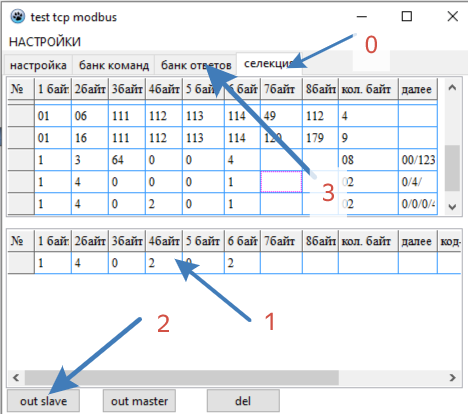 test tcp modbus
НАСТРОЙКИ
0
настройка банк команд банк ответов селекция
№ 1 байт 2байт 3байт 4байт 5 байт 6 байт 7байт 8байт кол. байт далее
01 06 111 112 113 114 49 112 4
01 16 111 112 113 114 120 179 9
1 3 64 0 0 4 08 00/123
1 4 0 0 0 1 02 0/4/
1 4 0 2 0 1 02 0/0/0/4
3
№ 1 байт 2байт 3байт 4байт 5 байт 6 байт 7байт 8байт кол. байт далее код-
1 4 0 2 0 2
2 1
out slave out master del